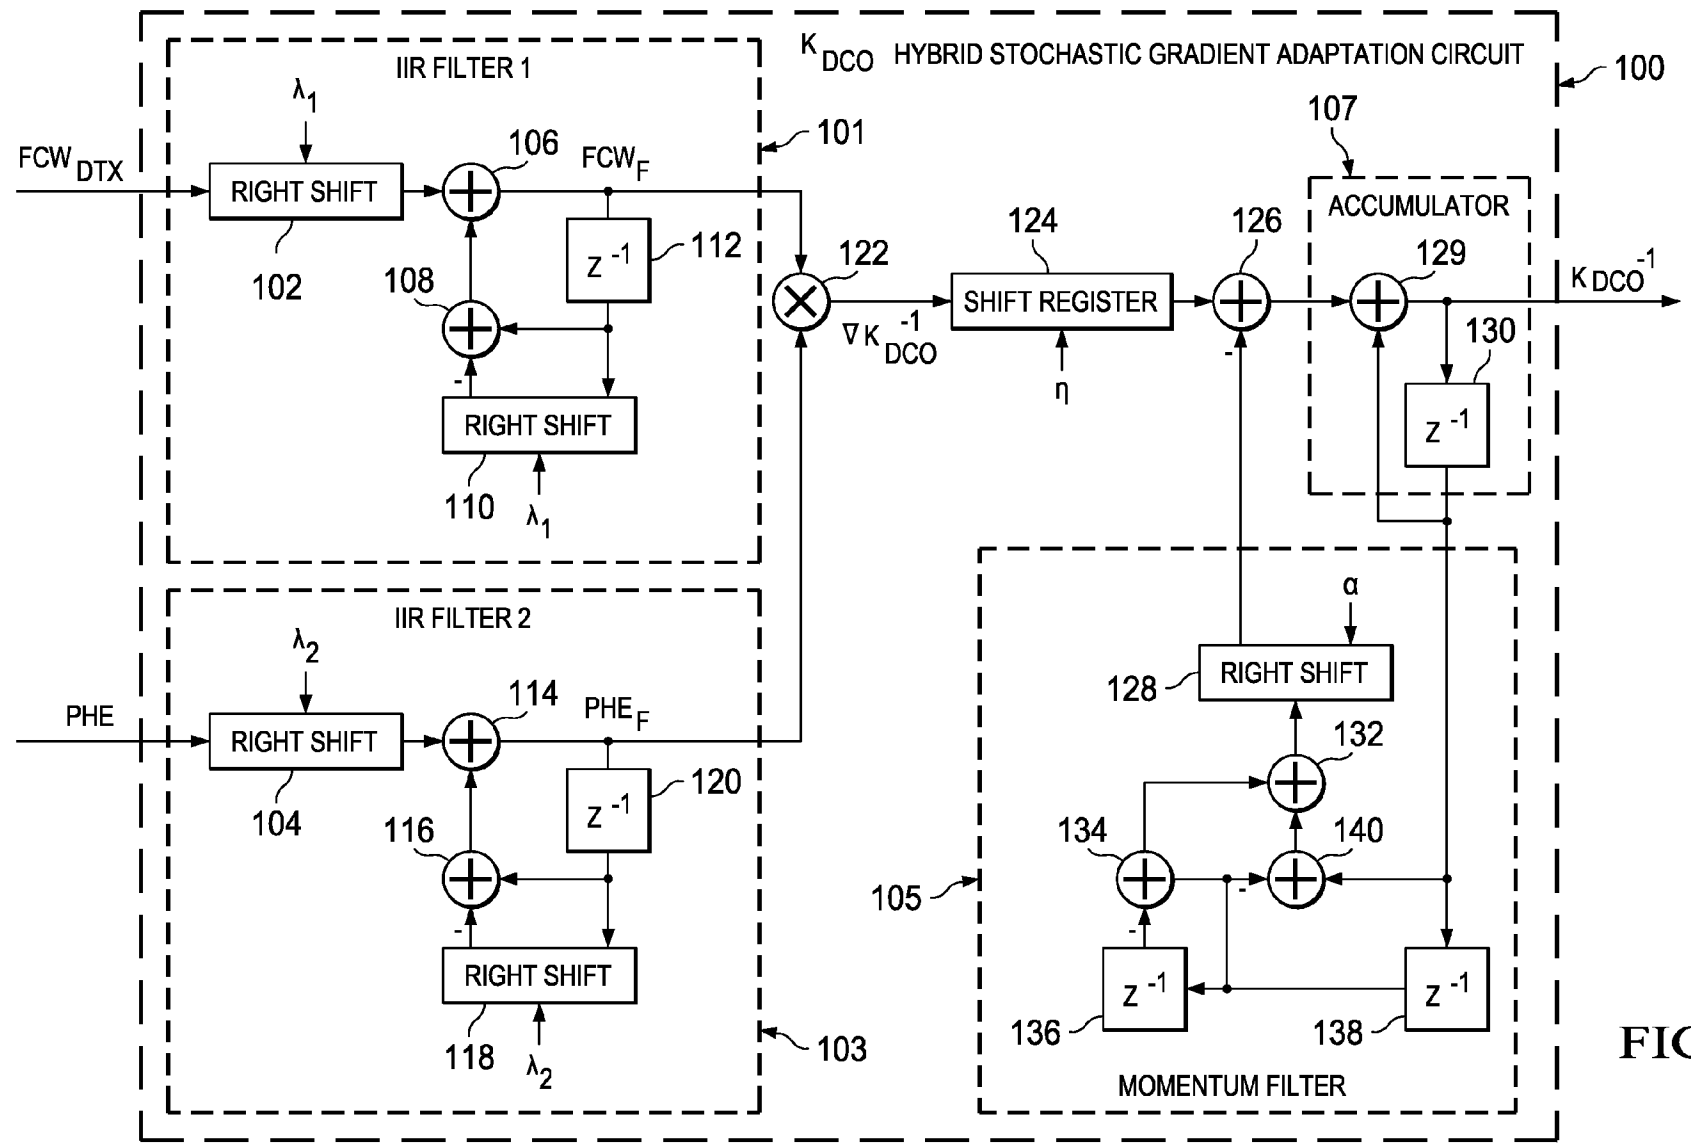 K DCO HYBRID STOCHASTIC GRADIENT ADAPTATION CIRCUIT
100
IIR FILTER 1
λ1
101
107
FCW DTX
RIGHT SHIFT
102
106
FCW F
Z -1
112
108
-
RIGHT SHIFT
110
λ1
122
∇ K DCO -1
124
SHIFT REGISTER
η
126
-
ACCUMULATOR
129
K DCO -1
130
Z -1
IIR FILTER 2
λ2
PHE
RIGHT SHIFT
104
114
PHE F
Z -1
120
116
-
RIGHT SHIFT
118
λ2
103
α
RIGHT SHIFT
128
132
134
140
-
-
105
Z -1
136
Z -1
138
MOMENTUM FILTER